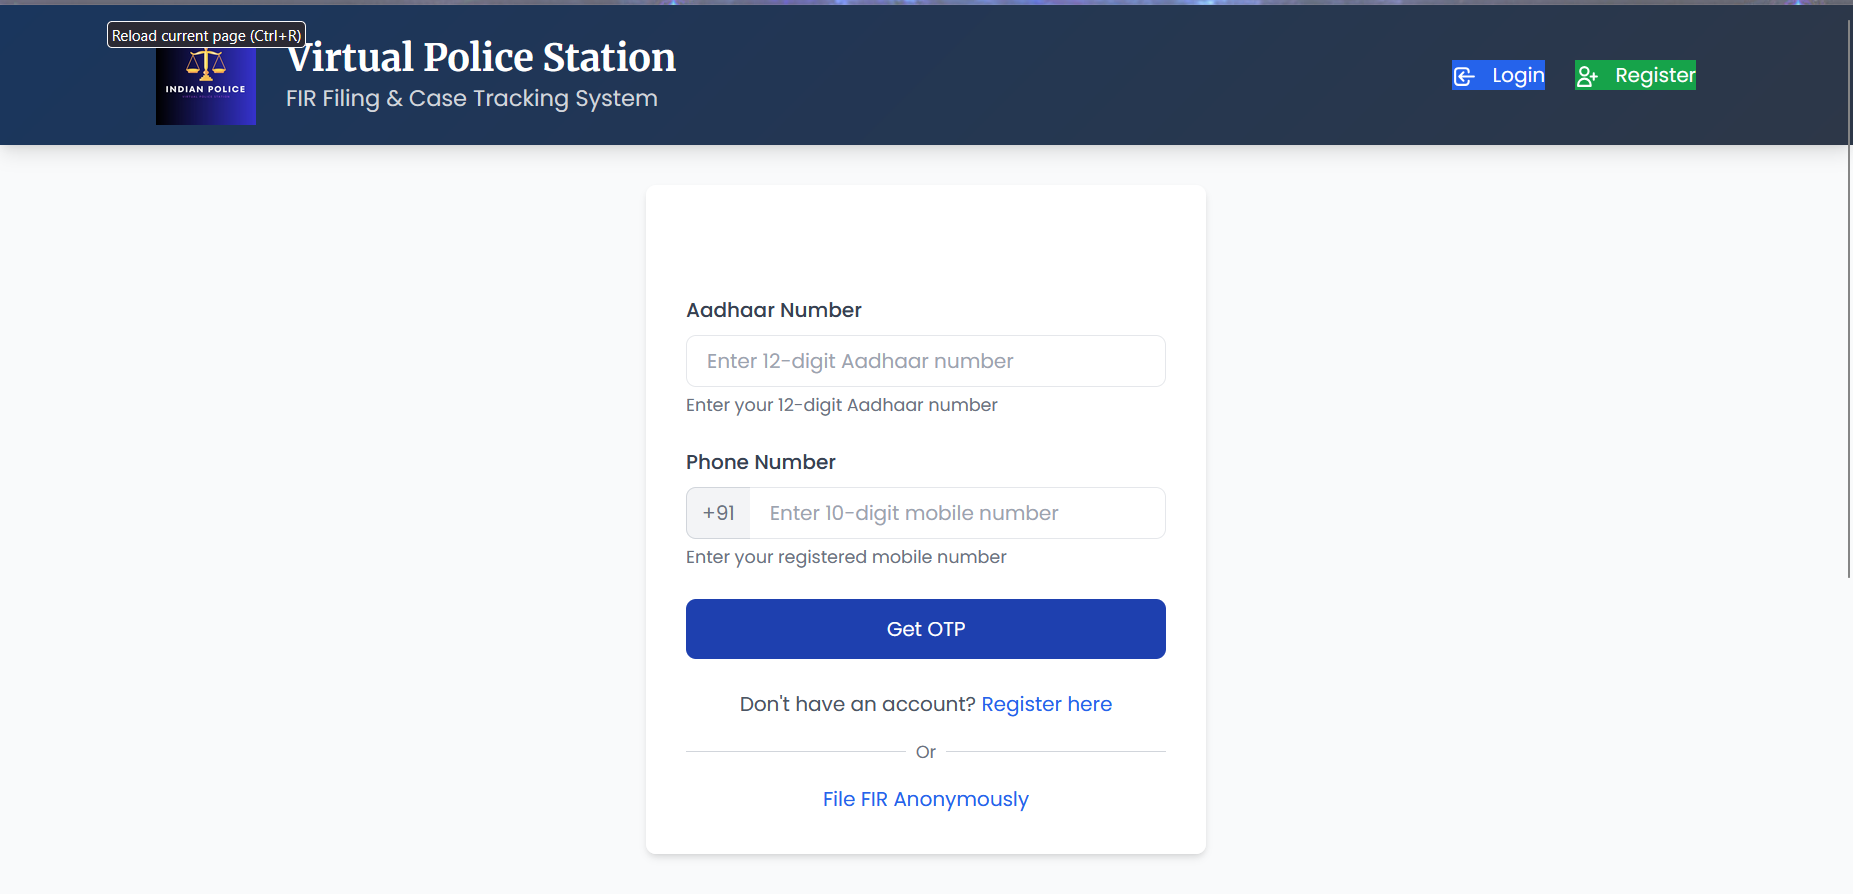 Reload current page (Ctrl+R)
INDIAN POLICE
Virtual Police Station
FIR Filing & Case Tracking System
Login
Register
Aadhaar Number
Enter 12-digit Aadhaar number
Enter your 12-digit Aadhaar number
Phone Number
+91
Enter 10-digit mobile number
Enter your registered mobile number
Get OTP
Don't have an account? Register here
Or
File FIR Anonymously